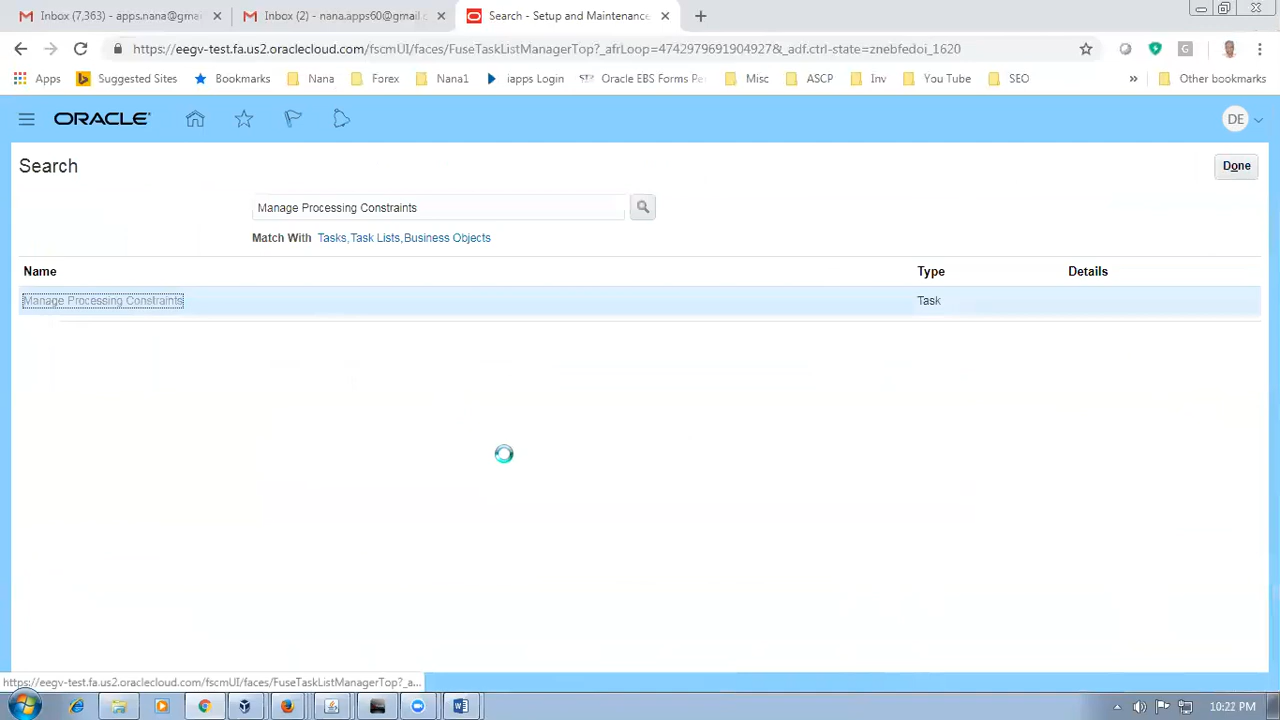 Inbox (7,363) - apps.nana@gma
Inbox (2) - nana.apps60@gmail.c
Search - Setup and Maintenance
https://eegv-test.fa.us2.oraclecloud.com/fscmUI/faces/FuseTaskListManagerTop?_afrLoop=4742979691904927&_adf.ctrl-state=znebfedoi_1620
Apps
Suggested Sites
Bookmarks
Nana
Forex
Nana1
iapps Login
Oracle EBS Forms Pe
Misc
ASCP
Inv
You Tube
SEO
»
Other bookmarks
ORACLE
DE
Search
Done
Manage Processing Constraints
Match With Tasks,Task Lists,Business Objects
Name Type Details
Manage Processing Constraints Task
https://eegv-test.fa.us2.oraclecloud.com/fscmUI/faces/FuseTaskListManagerTop?_a...
10:22 PM